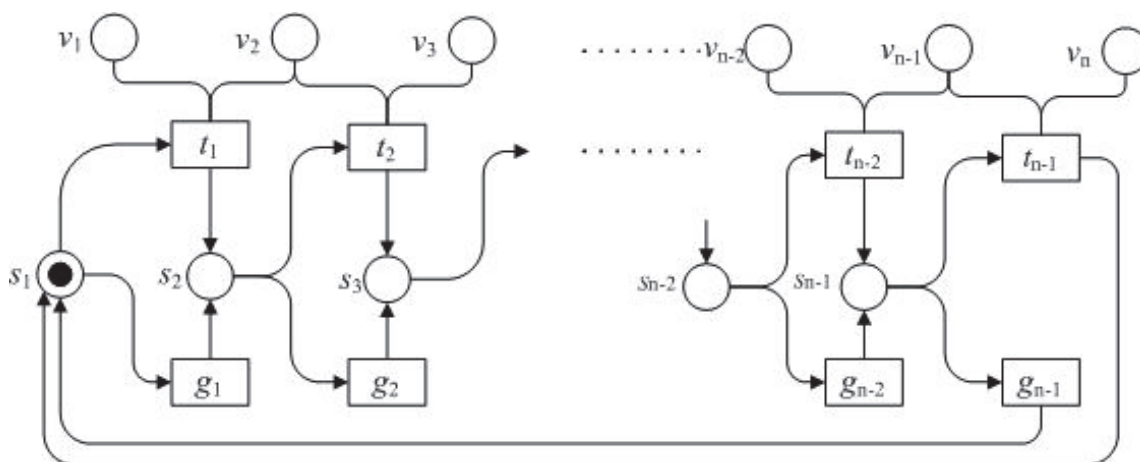 v₁ v₂ v₃ . . . . . . . . vₙ₋₂ vₙ₋₁ vₙ
t₁ t₂ . . . . . . . . tₙ₋₂ tₙ₋₁
s₁ s₂ s₃ sₙ₋₂ sₙ₋₁
g₁ g₂ gₙ₋₂ gₙ₋₁